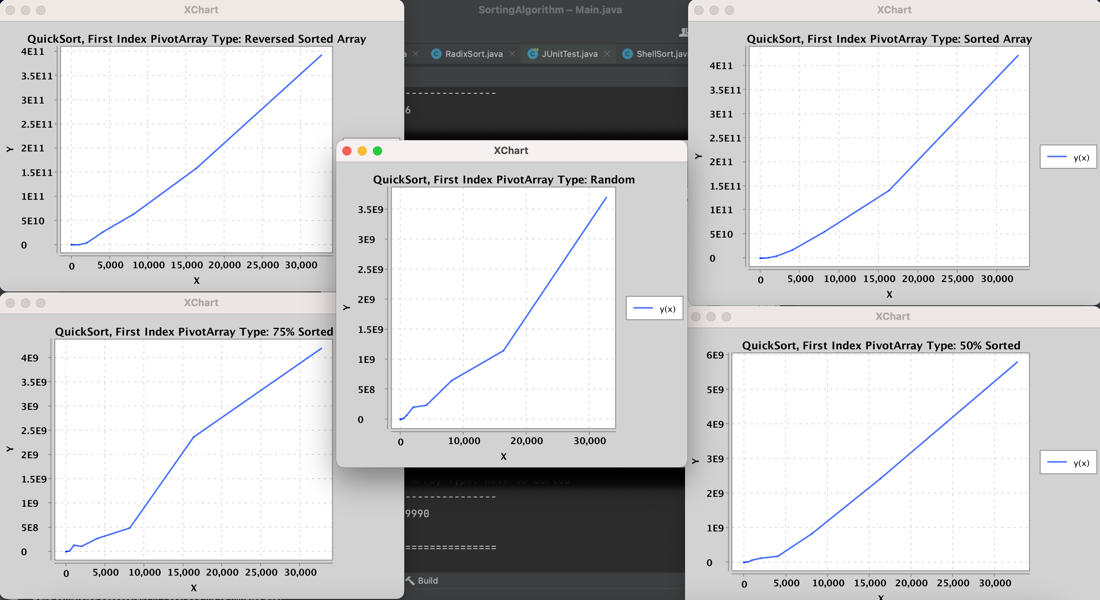 XChart
QuickSort, First Index PivotArray Type: Reversed Sorted Array
4E11
3.5E11
3E11
2.5E11
2E11
1.5E11
1E11
5E10
0
Y
0 5,000 10,000 15,000 20,000 25,000 30,000
X
SortingAlgorithm – Main.java
RadixSort.java
JUnitTest.java
ShellSort.jav
---------------
6
XChart
QuickSort, First Index PivotArray Type: Sorted Array
4E11
3.5E11
3E11
2.5E11
2E11
1.5E11
1E11
5E10
0
Y
0 5,000 10,000 15,000 20,000 25,000 30,000
X
y(x)
XChart
QuickSort, First Index PivotArray Type: Random
3.5E9
3E9
2.5E9
2E9
1.5E9
1E9
5E8
0
Y
0 10,000 20,000 30,000
X
y(x)
XChart
QuickSort, First Index PivotArray Type: 75% Sorted
4E9
3.5E9
3E9
2.5E9
2E9
1.5E9
1E9
5E8
0
Y
0 5,000 10,000 15,000 20,000 25,000 30,000
X
---------------
9990
===============
Build
XChart
QuickSort, First Index PivotArray Type: 50% Sorted
6E9
5E9
4E9
3E9
2E9
1E9
0
Y
0 5,000 10,000 15,000 20,000 25,000 30,000
X
y(x)